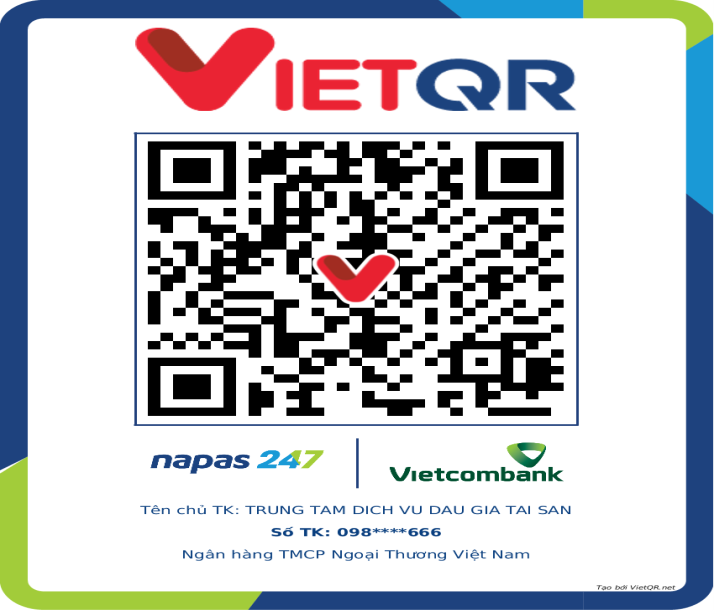 VIETQR
napas 247
Vietcombank
Tên chủ TK: TRUNG TAM DICH VU DAU GIA TAI SAN
Số TK: 098****666
Ngân hàng TMCP Ngoại Thương Việt Nam
Tạo bởi VietQR.net